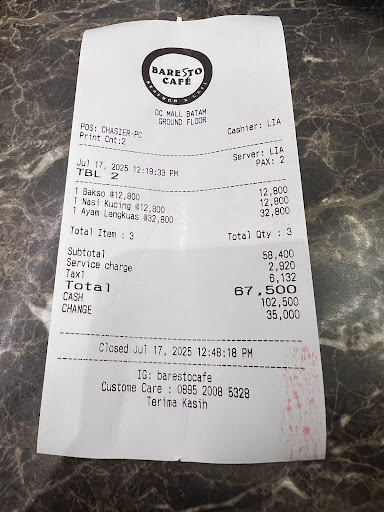 BARESTO
CAFÉ
DC MALL BATAM
GROUND FLOOR
POS: CHASIER-PC Cashier: LIA
Print Cnt:2
Server: LIA
Jul 17, 2025 12:19:33 PM PAX: 2
TBL 2
1 Bakso @12,800 12,800
1 Nasi Kucing @12,800 12,800
1 Ayam Lengkuas @32,800 32,800
Total Item : 3 Total Qty : 3
Subtotal 58,400
Service charge 2,920
Tax1 6,132
Total 67,500
CASH 102,500
CHANGE 35,000
Closed Jul 17, 2025 12:48:18 PM
IG: barestocafe
Custome Care : 0895 2008 5328
Terima Kasih